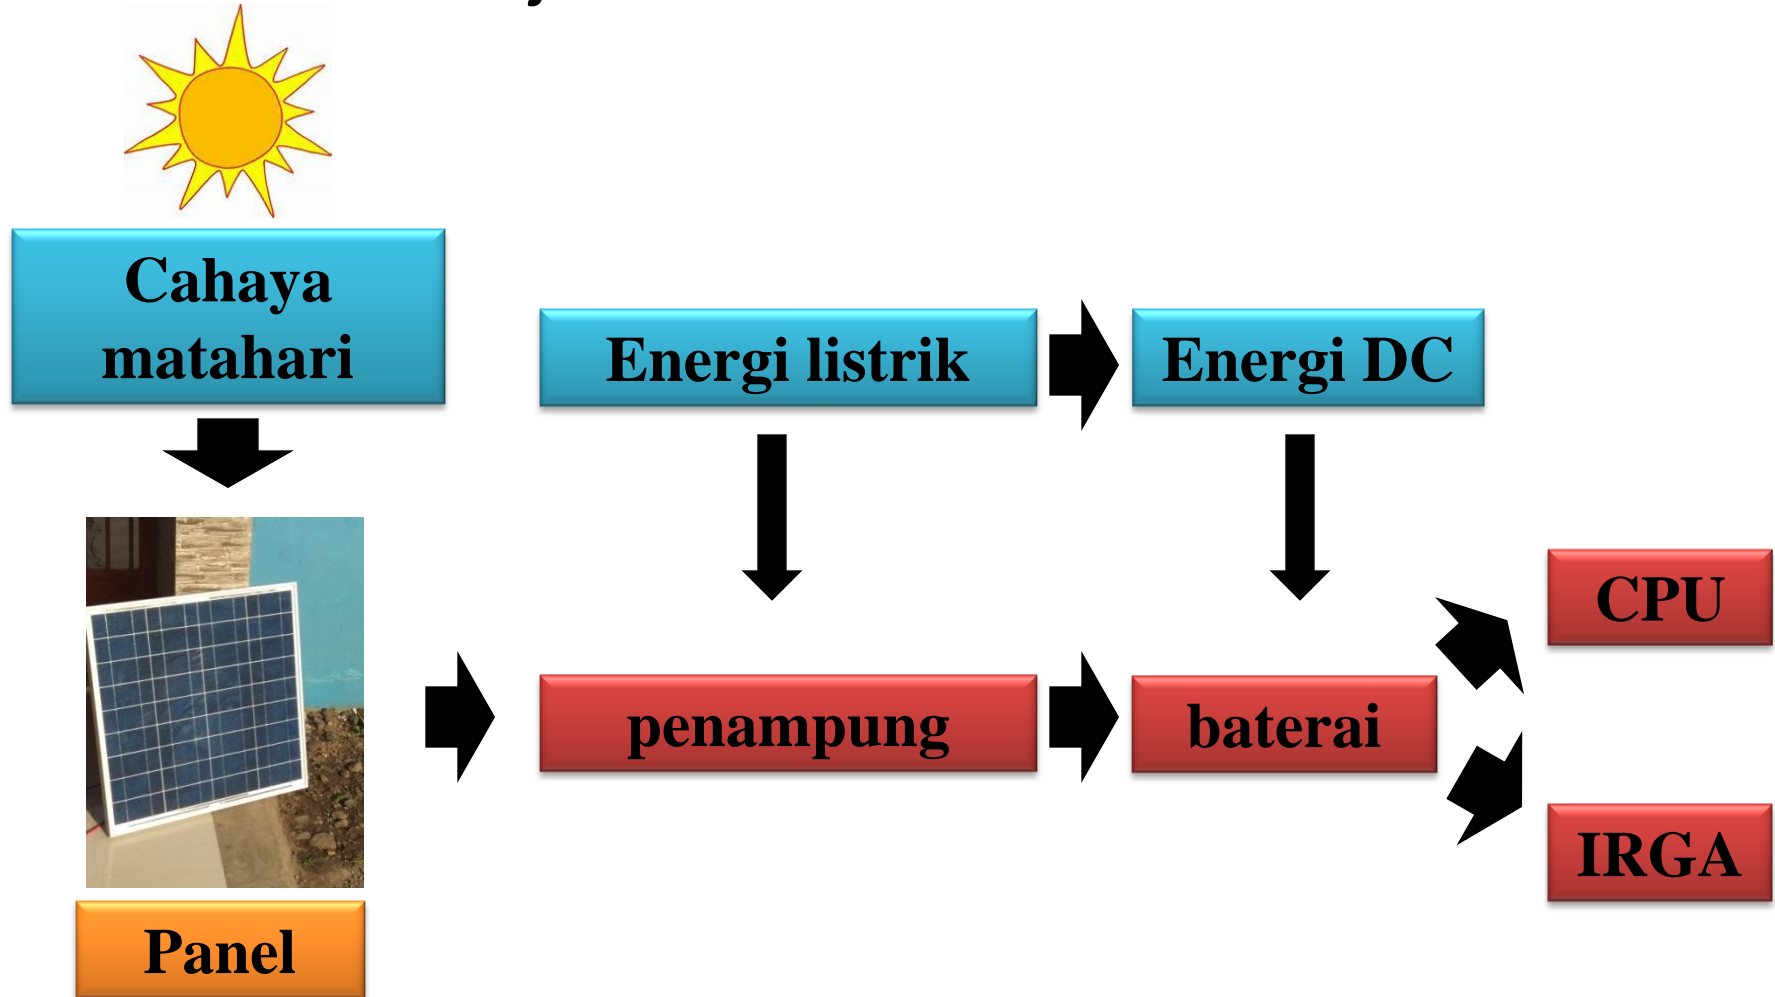 Cahaya
matahari
Energi listrik
Energi DC
CPU
penampung
baterai
IRGA
Panel